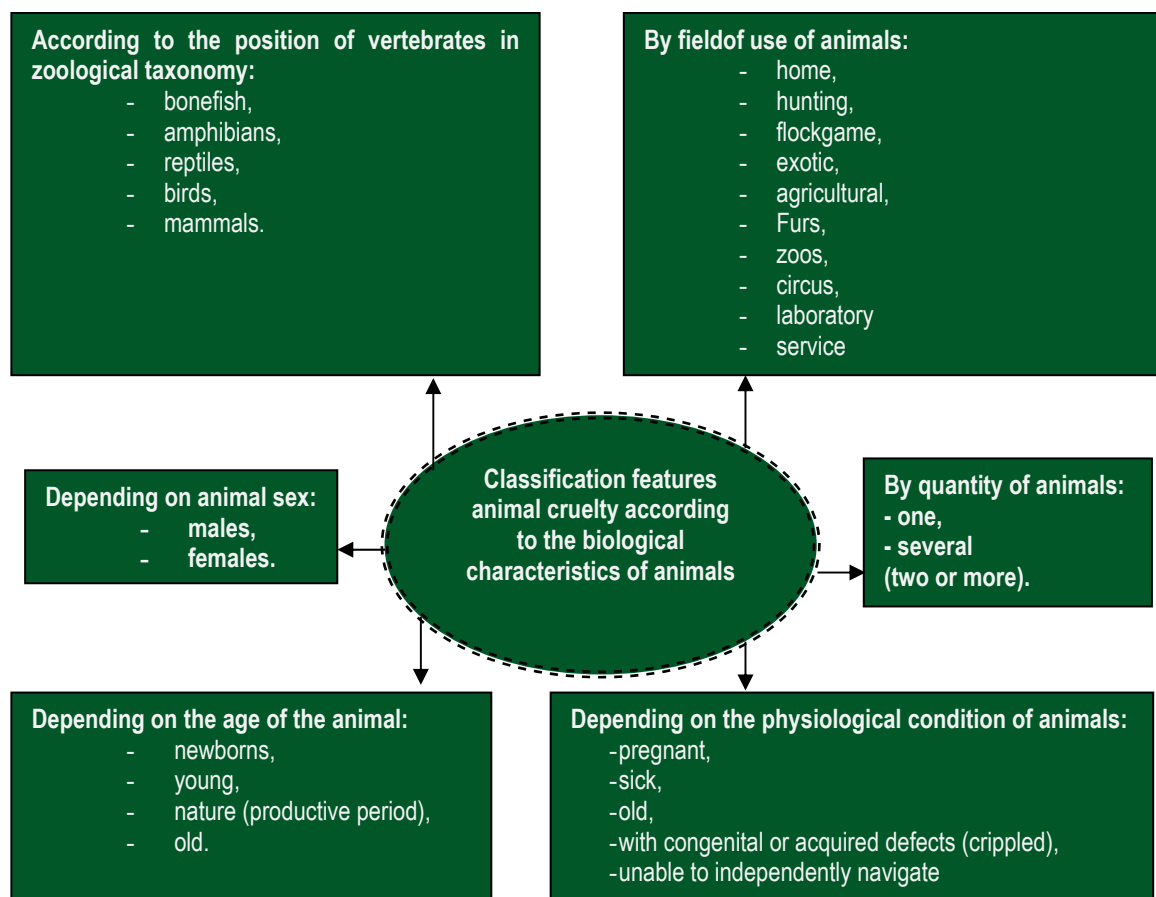 According to the position of vertebrates in
zoological taxonomy:
- bonefish,
- amphibians,
- reptiles,
- birds,
- mammals.
By fieldof use of animals:
- home,
- hunting,
- flockgame,
- exotic,
- agricultural,
- Furs,
- zoos,
- circus,
- laboratory
- service
Depending on animal sex:
- males,
- females.
Classification features
animal cruelty according
to the biological
characteristics of animals
By quantity of animals:
- one,
- several
(two or more).
Depending on the age of the animal:
- newborns,
- young,
- nature (productive period),
- old.
Depending on the physiological condition of animals:
-pregnant,
-sick,
-old,
-with congenital or acquired defects (crippled),
-unable to independently navigate